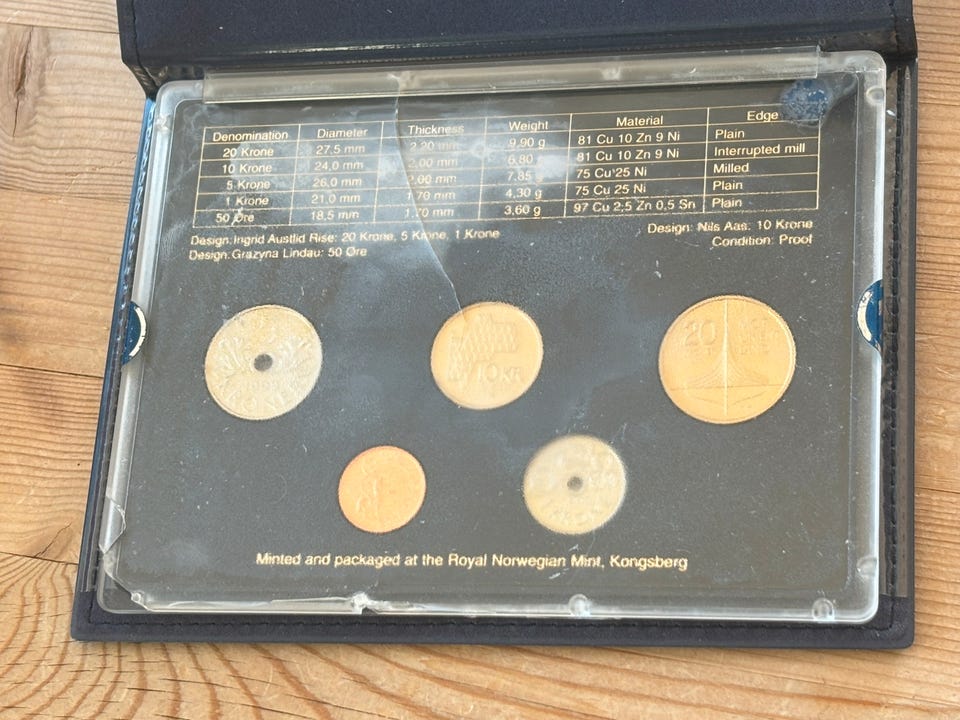 Denomination Diameter Thickness Weight Material Edge
20 Krone 27,5 mm 2,20 mm 9,90 g 81 Cu 10 Zn 9 Ni Plain
10 Krone 24,0 mm 2,00 mm 6,80 81 Cu 10 Zn 9 Ni Interrupted mill
5 Krone 26,0 mm 2,00 mm 7,85 g 75 Cu 25 Ni Milled
1 Krone 21,0 mm 1,70 mm 4,30 g 75 Cu 25 Ni Plain
50 Øre 18,5 mm 1,70 mm 3,60 g 97 Cu 2,5 Zn 0,5 Sn Plain
Design: Ingrid Austlid Rise: 20 Krone, 5 Krone, 1 Krone
Design: Grazyna Lindau: 50 Øre
Design: Nils Aas: 10 Krone
Condition: Proof
10 KR
20
Minted and packaged at the Royal Norwegian Mint, Kongsberg